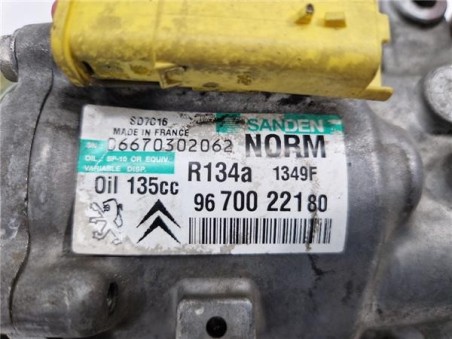 SD7C16
MADE IN FRANCE
SANDEN
06670302062 NORM
OIL: SP-10 OR EQUIV.
VARIABLE DISP.
R134a 1349F
Oil 135cc
96 700 221 80